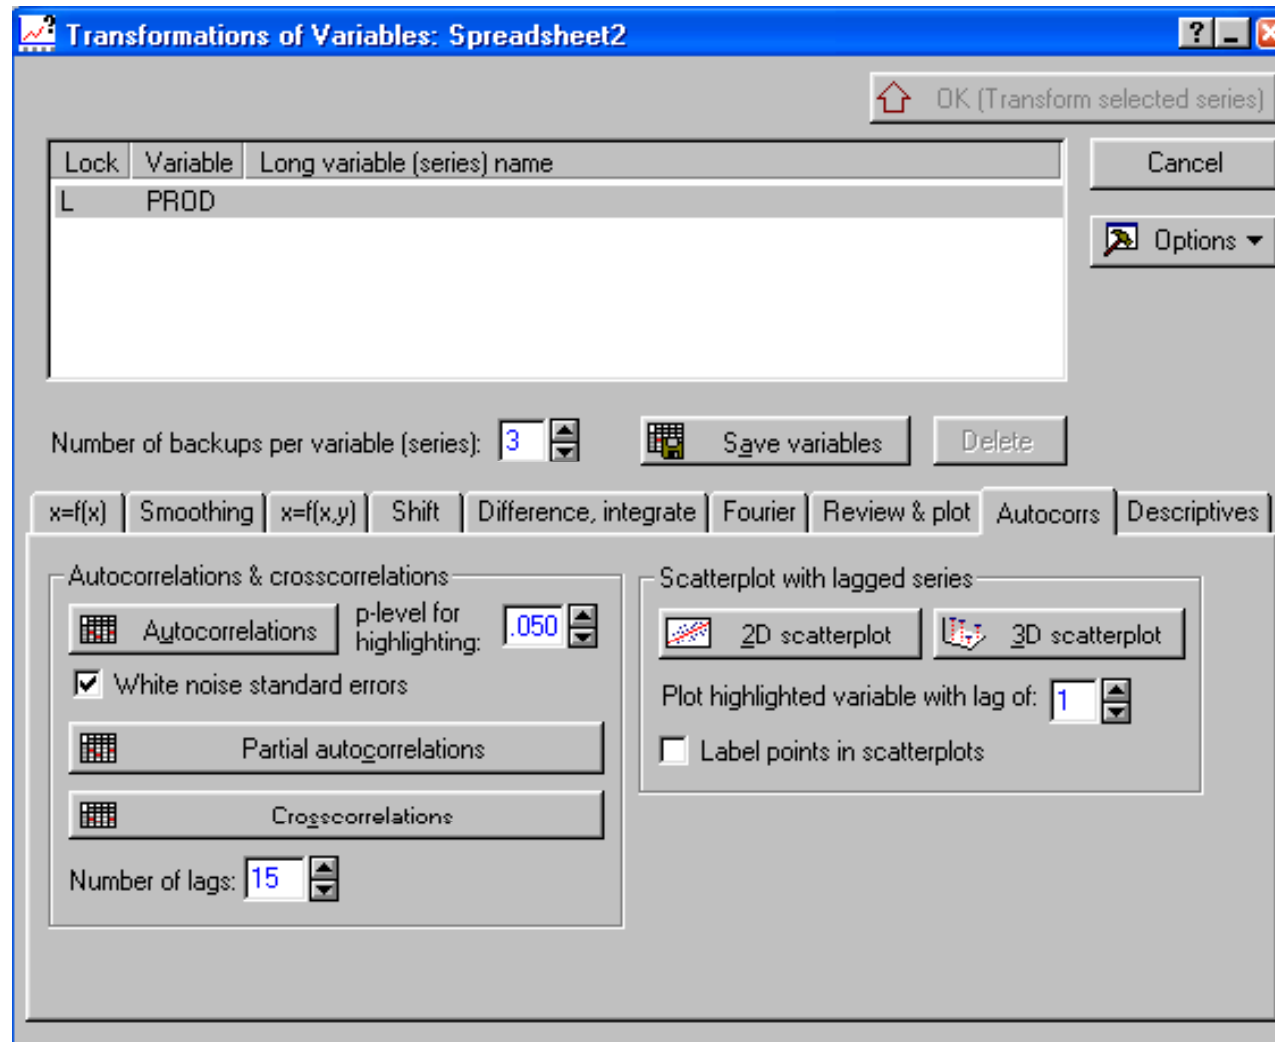 Transformations of Variables: Spreadsheet2
OK (Transform selected series)
Lock Variable Long variable (series) name
L PROD
Cancel
Options
Number of backups per variable (series): 3 Save variables Delete
x=f(x) Smoothing x=f(x,y) Shift Difference, integrate Fourier Review & plot Autocorrs Descriptives
Autocorrelations & crosscorrelations
Autocorrelations p-level for highlighting: .050
White noise standard errors
Partial autocorrelations
Crosscorrelations
Number of lags: 15
Scatterplot with lagged series
2D scatterplot 3D scatterplot
Plot highlighted variable with lag of: 1
Label points in scatterplots